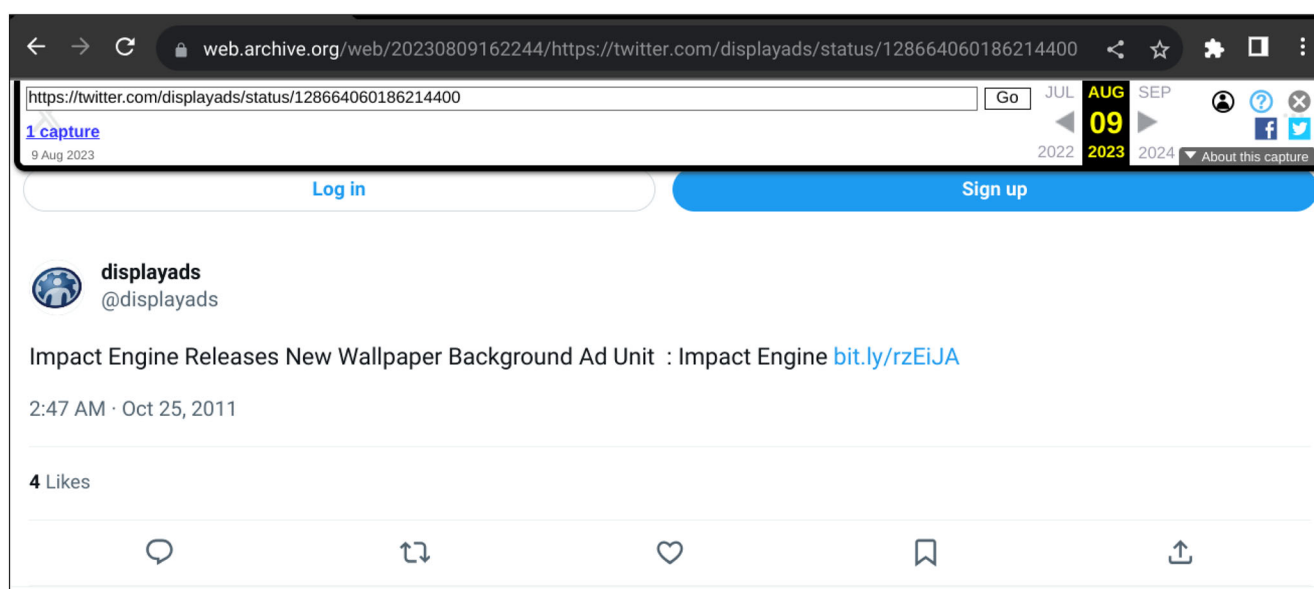 web.archive.org/web/20230809162244/https://twitter.com/displayads/status/128664060186214400
https://twitter.com/displayads/status/128664060186214400 Go JUL AUG SEP
1 capture 09
9 Aug 2023 2022 2023 2024 About this capture
Log in Sign up
displayads
@displayads
Impact Engine Releases New Wallpaper Background Ad Unit : Impact Engine bit.ly/rzEiJA
2:47 AM · Oct 25, 2011
4 Likes